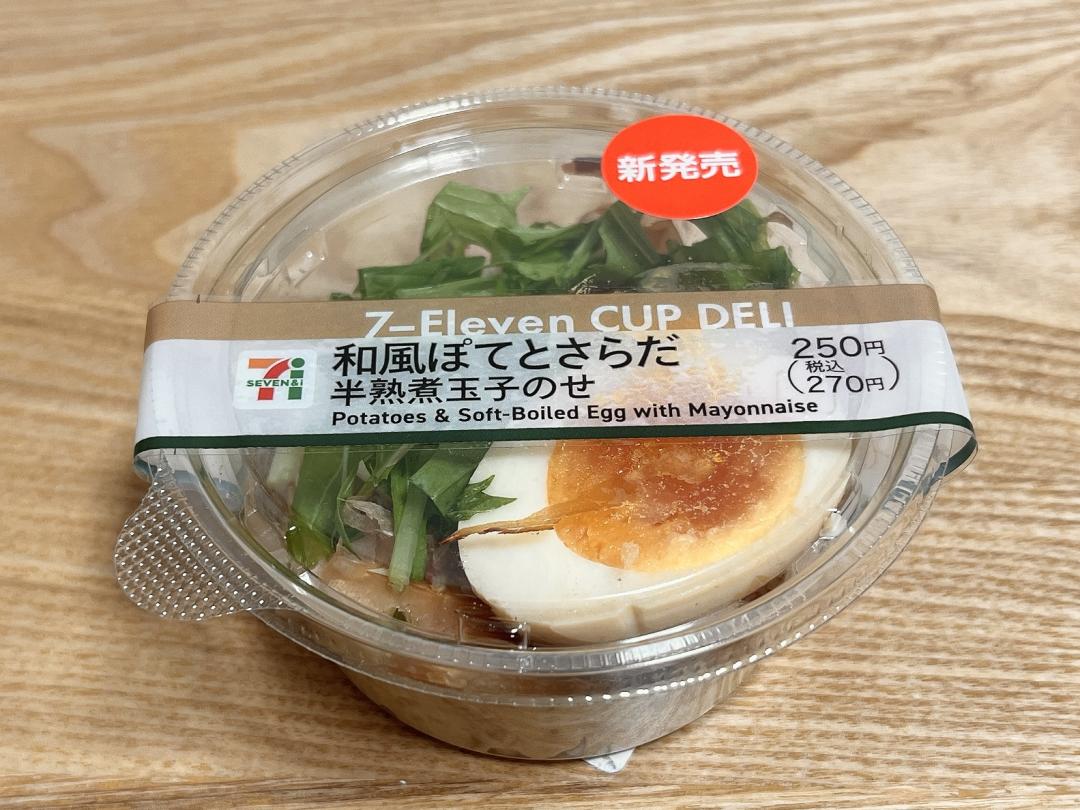 新発売
7-Eleven CUP DELI
SEVEN&i
和風ぽてとさらだ
半熟煮玉子のせ
Potatoes & Soft-Boiled Egg with Mayonnaise
250円
(税込270円)